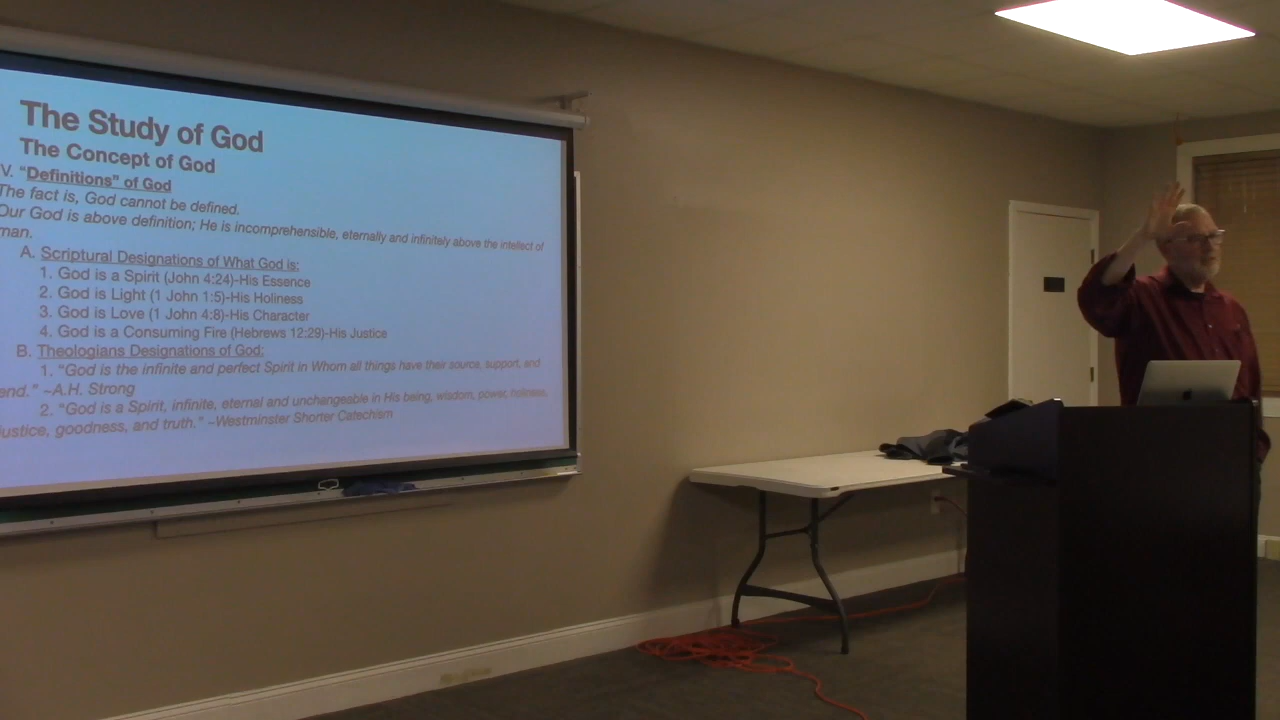 The Study of God
The Concept of God
V. "Definitions" of God
The fact is, God cannot be defined.
Our God is above definition; He is incomprehensible, eternally and infinitely above the intellect of
man.
A. Scriptural Designations of What God is:
1. God is a Spirit (John 4:24)-His Essence
2. God is Light (1 John 1:5)-His Holiness
3. God is Love (1 John 4:8)-His Character
4. God is a Consuming Fire (Hebrews 12:29)-His Justice
B. Theologians Designations of God:
1. "God is the infinite and perfect Spirit in Whom all things have their source, support, and
end." ~A.H. Strong
2. "God is a Spirit, infinite, eternal and unchangeable in His being, wisdom, power, holiness,
justice, goodness, and truth." ~Westminster Shorter Catechism